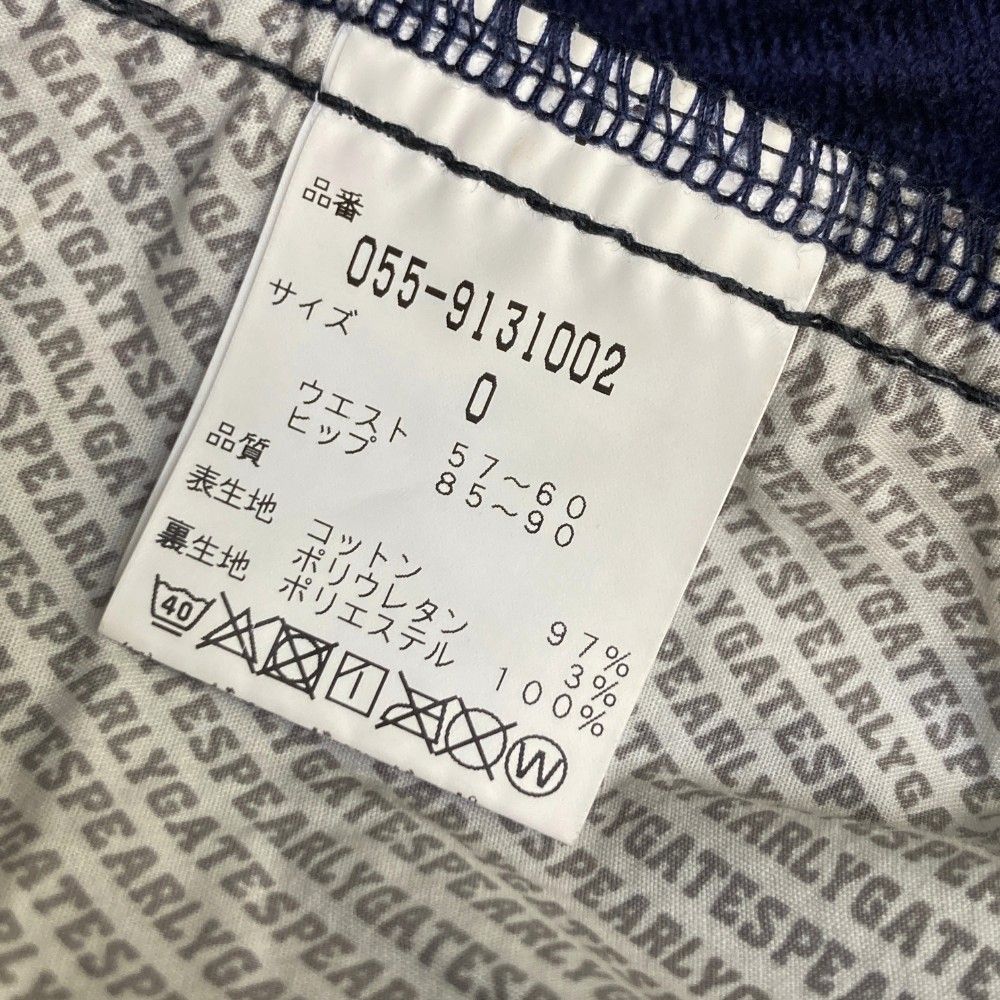 品番
055-9131002
サイズ
0
ウエスト 57～60
ヒップ 85～90
品質
表生地 コットン 97%
ポリウレタン 3%
裏生地 ポリエステル 100%
40
W
PEARLYGATESPEARLYGATESPEARLYGATES